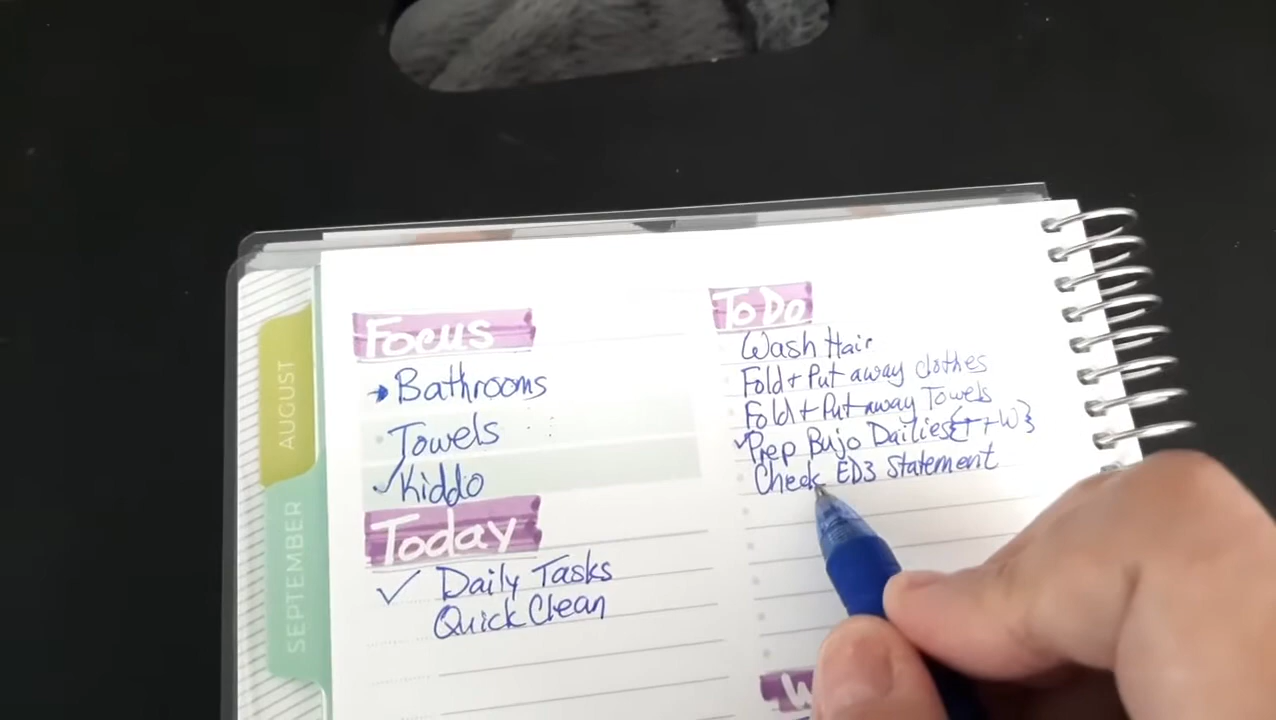 Focus
Bathrooms
Towels
Kiddo
Today
Daily Tasks
Quick Clean
To Do
Wash Hair
Fold + Put away clothes
Fold + Put away Towels
Prep Bujo Dailies {T+W}
Check ED3 Statement
W
AUGUST
SEPTEMBER